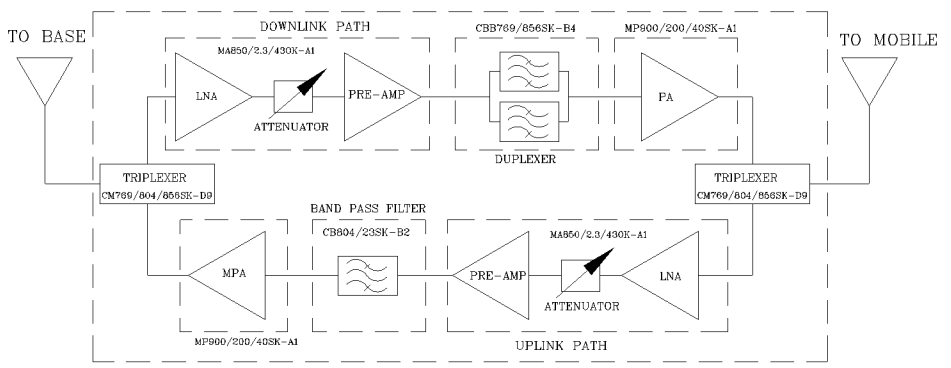 DOWNLINK PATH
CBB769/856SK-B4
MP900/200/40SK-A1
TO BASE
TO MOBILE
MA850/2.3/430K-A1
LNA
PRE-AMP
PA
ATTENUATOR
DUPLEXER
TRIPLEXER
CM769/804/856SK-D9
TRIPLEXER
CM769/804/856SK-D9
BAND PASS FILTER
CB804/23SK-B2
MA850/2.3/430K-A1
MPA
PRE-AMP
LNA
ATTENUATOR
MP900/200/40SK-A1
UPLINK PATH